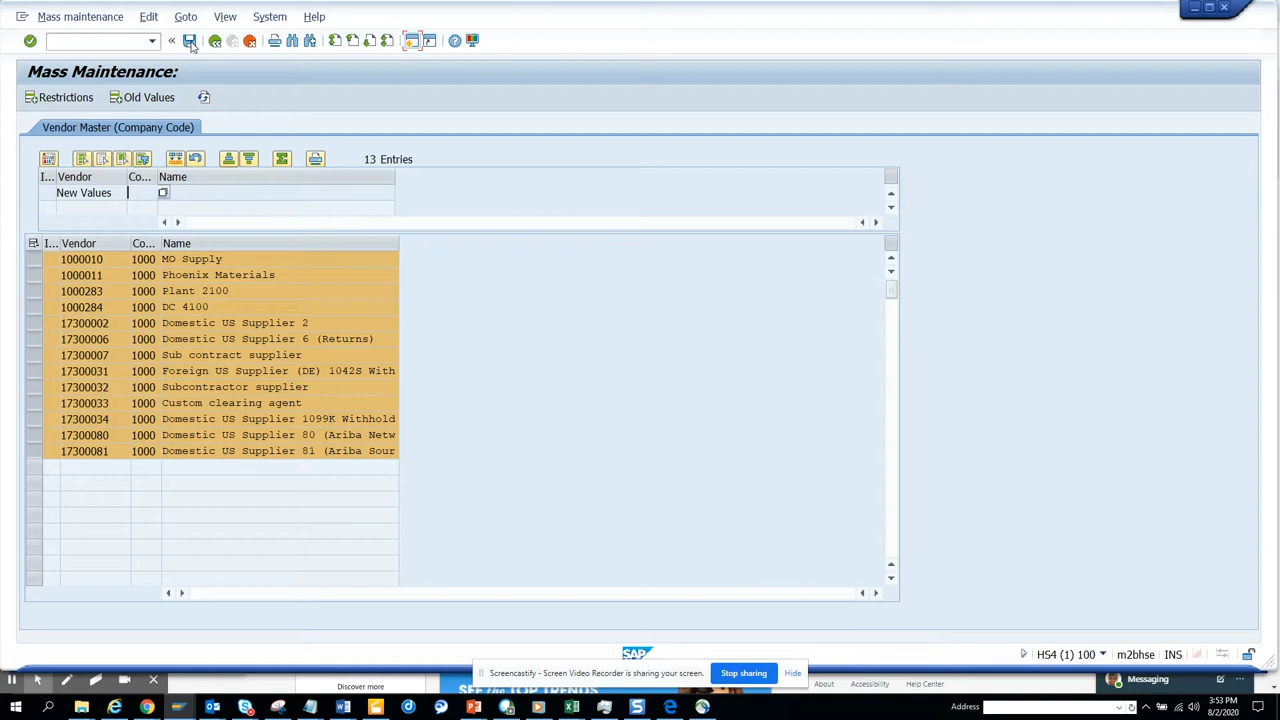 Mass maintenance Edit Goto View System Help
Mass Maintenance:
Restrictions Old Values
Vendor Master (Company Code)
13 Entries
I... Vendor Co... Name
New Values
I... Vendor Co... Name
1000010 1000 MO Supply
1000011 1000 Phoenix Materials
1000283 1000 Plant 2100
1000284 1000 DC 4100
17300002 1000 Domestic US Supplier 2
17300006 1000 Domestic US Supplier 6 (Returns)
17300007 1000 Sub contract supplier
17300031 1000 Foreign US Supplier (DE) 1042S With
17300032 1000 Subcontractor supplier
17300033 1000 Custom clearing agent
17300034 1000 Domestic US Supplier 1099K Withhold
17300080 1000 Domestic US Supplier 80 (Ariba Netw
17300081 1000 Domestic US Supplier 81 (Ariba Sour
SAP
HS4 (1) 100 m2bhse INS
Screencastify - Screen Video Recorder is sharing your screen. Stop sharing Hide
Discover more
SEE the TOP TRENDS
About Accessibility Help Center
Messaging
Address
3:53 PM
8/2/2020